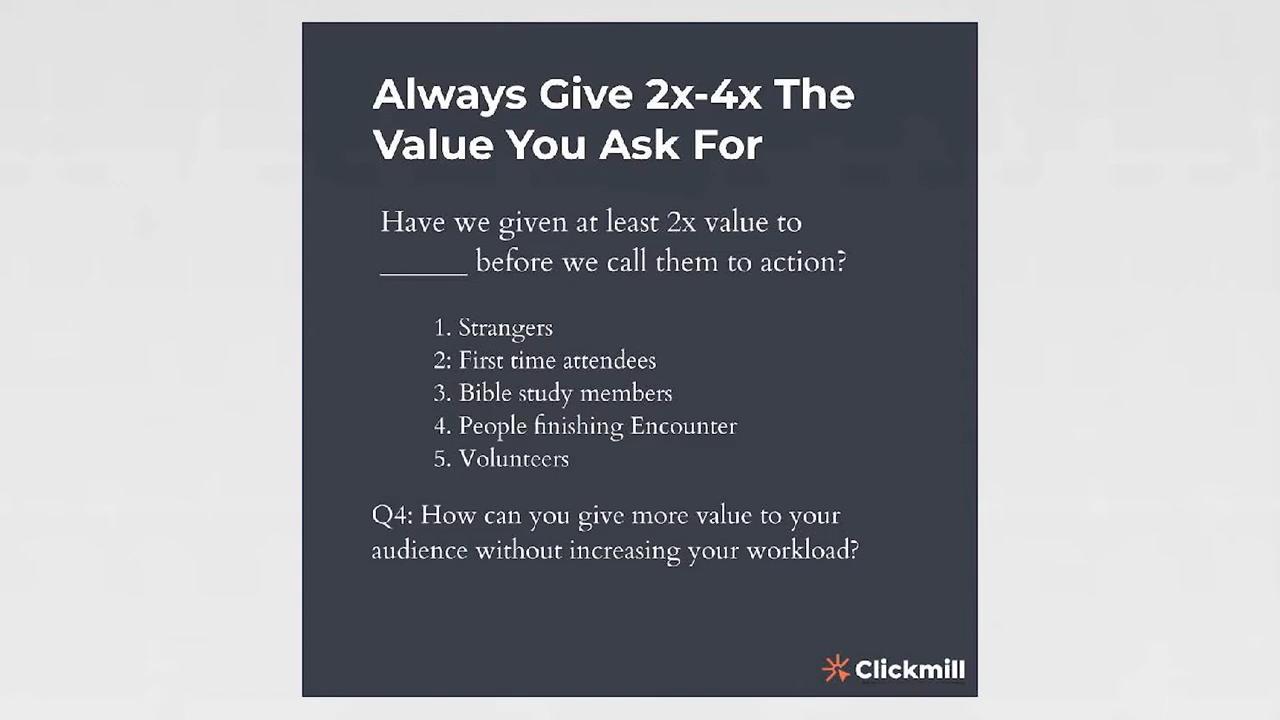 Always Give 2x-4x The
Value You Ask For
Have we given at least 2x value to
______ before we call them to action?
1. Strangers
2: First time attendees
3. Bible study members
4. People finishing Encounter
5. Volunteers
Q4: How can you give more value to your
audience without increasing your workload?
Clickmill